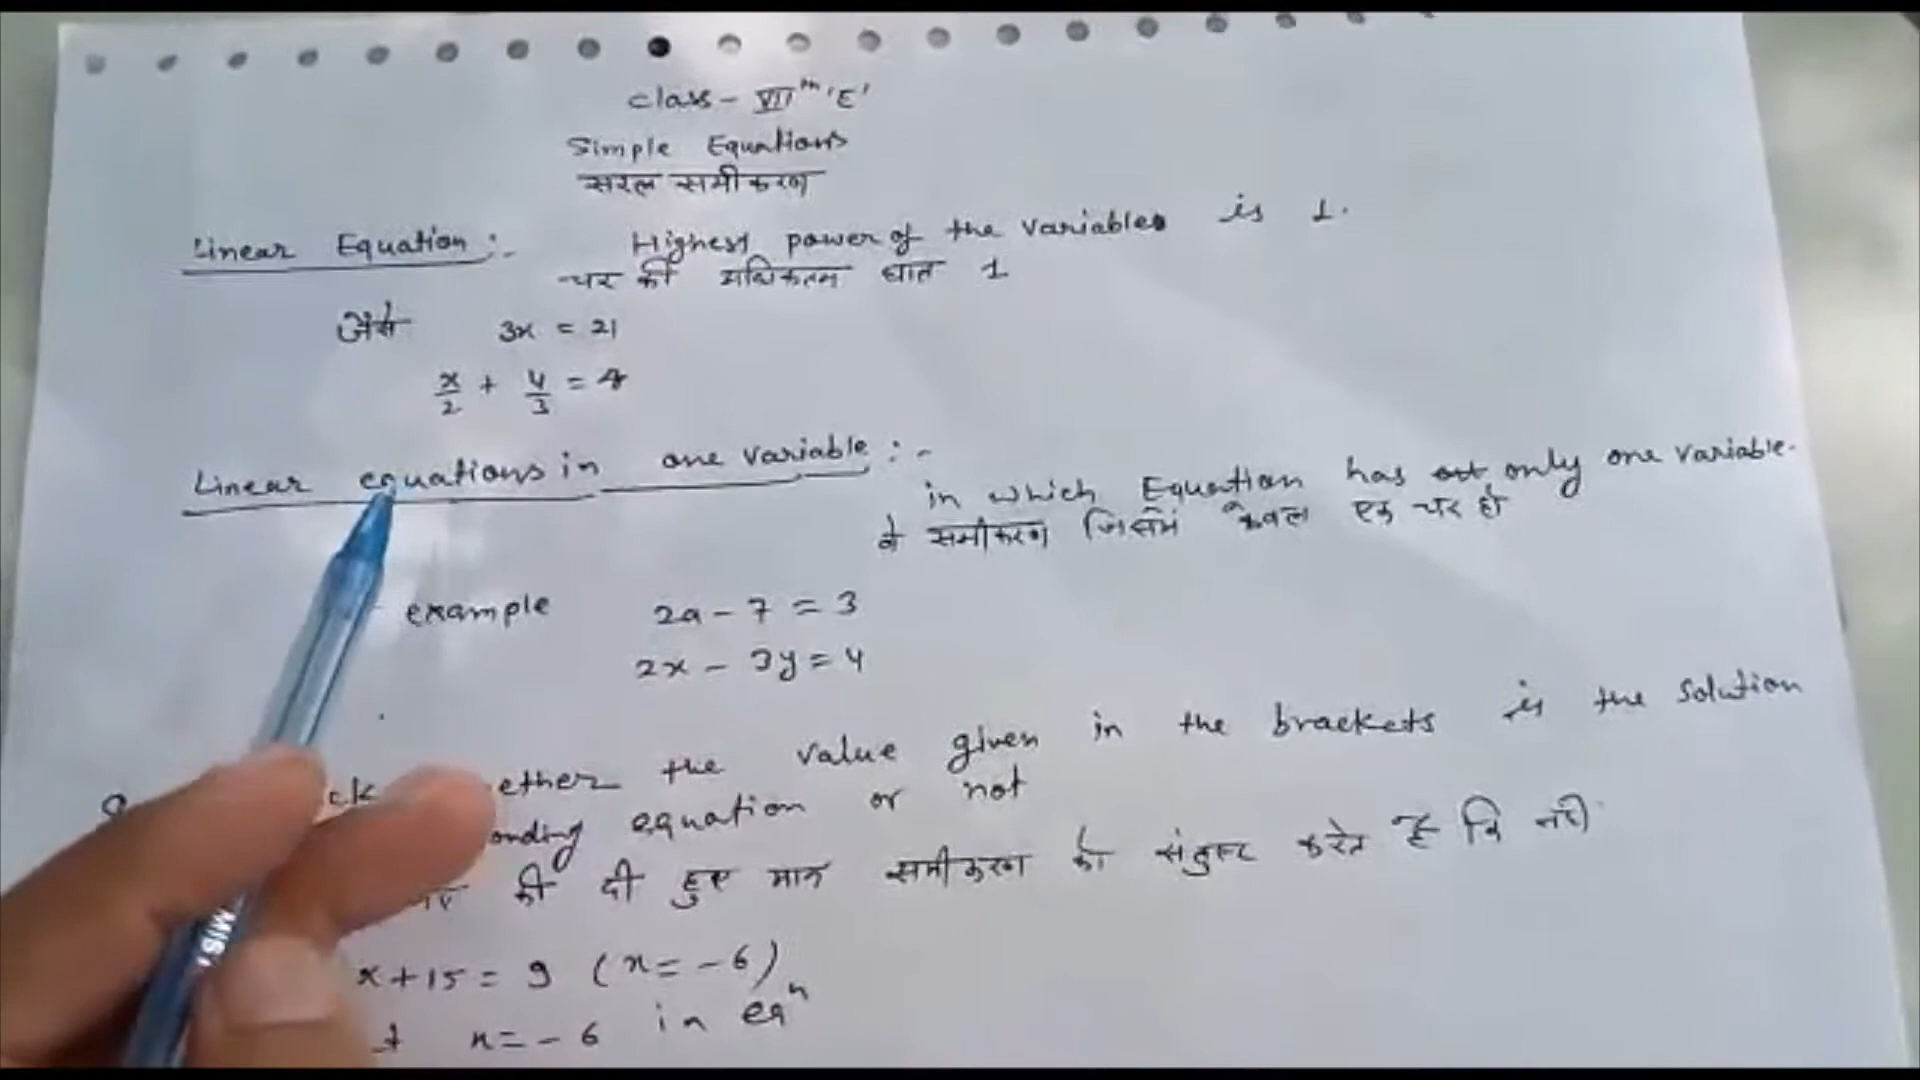 class - VIIth 'E'
Simple Equations
सरल समीकरण
Linear Equation :- Highest power of the variables is 1.
चर की अधिकतम घात 1
जैसे 3x = 21
x/2 + 4/3 = 4
Linear equations in one variable :-
in which Equation has only one variable.
वे समीकरण जिसमें केवल एक चर हो
example 2a - 7 = 3
2x - 3y = 4
ether the value given in the brackets is the solution
onding equation or not
की दी हुए मान समीकरण को संतुष्ट करेत है कि नही
x + 15 = 9 (x = -6)
x = -6 in eqn